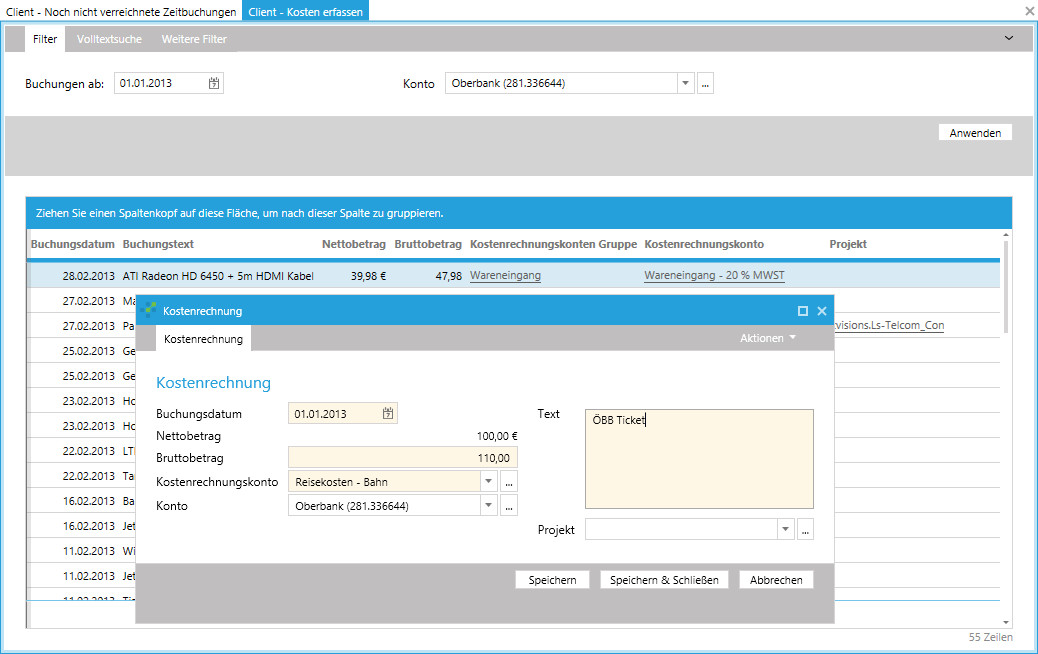 Client - Noch nicht verreichnete Zeitbuchungen Client - Kosten erfassen
Filter Volltextsuche Weitere Filter
Buchungen ab: 01.01.2013 Konto Oberbank (281.336644) ...
Anwenden
Ziehen Sie einen Spaltenkopf auf diese Fläche, um nach dieser Spalte zu gruppieren.
Buchungsdatum Buchungstext Nettobetrag Bruttobetrag Kostenrechnungskonten Gruppe Kostenrechnungskonto Projekt
28.02.2013 ATI Radeon HD 6450 + 5m HDMI Kabel 39,98 € 47,98 Wareneingang Wareneingang - 20 % MWST
27.02.2013 Ma
27.02.2013 Pa visions.Ls-Telcom_Con
25.02.2013 Ge
25.02.2013 Ge
23.02.2013 Ho
23.02.2013 Ho
22.02.2013 LTI
22.02.2013 Tan
16.02.2013 Ba
16.02.2013 Jet
11.02.2013 Wi
11.02.2013 Jet
11.02.2013
Kostenrechnung
Kostenrechnung Aktionen
Kostenrechnung
Buchungsdatum 01.01.2013
Nettobetrag 100,00 €
Bruttobetrag 110,00
Kostenrechnungskonto Reisekosten - Bahn ...
Konto Oberbank (281.336644) ...
Text ÖBB Ticket
Projekt ...
Speichern Speichern & Schließen Abbrechen
55 Zeilen